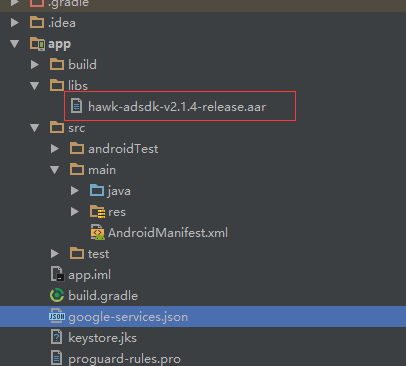 .gradle
.idea
app
build
libs
hawk-adsdk-v2.1.4-release.aar
src
androidTest
main
java
res
AndroidManifest.xml
test
app.iml
build.gradle
JSON google-services.json
keystore.jks
proguard-rules.pro